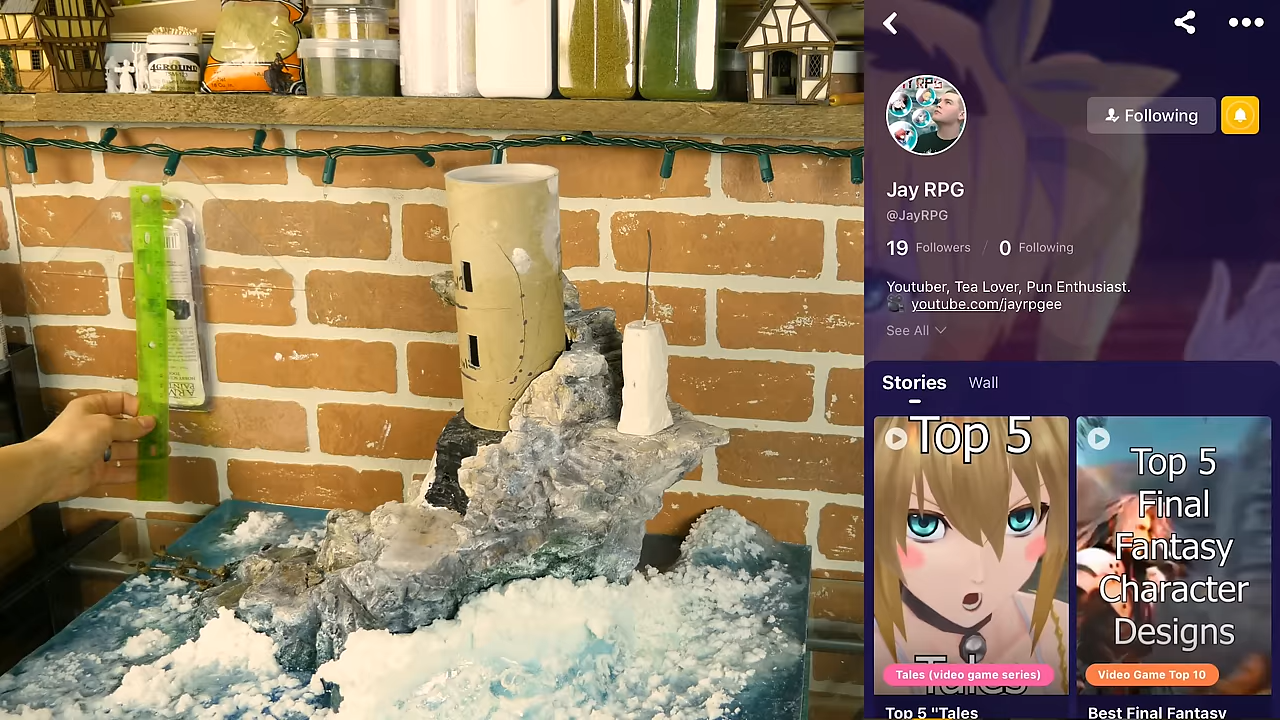 4GROUND
Following
Jay RPG
@JayRPG
19 Followers / 0 Following
Youtuber, Tea Lover, Pun Enthusiast.
youtube.com/jayrpgee
See All
Stories Wall
Top 5
Tales
Tales (video game series)
Top 5 "Tales
Top 5
Final
Fantasy
Character
Designs
Video Game Top 10
Best Final Fantasy